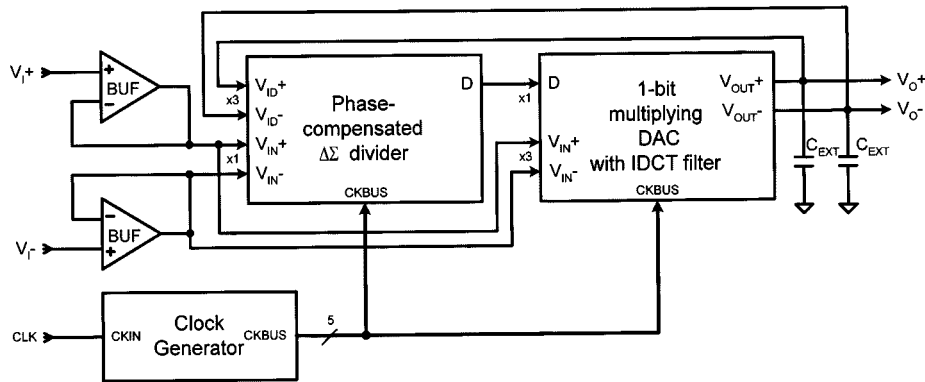 V_I+
+
BUF
-
-
BUF
+
V_I-
x3
V_ID+
V_ID-
V_IN+
x1
V_IN-
Phase-
compensated
ΔΣ divider
D
CKBUS
x1
D
1-bit
multiplying
DAC
with IDCT filter
V_IN+
x3
V_IN-
CKBUS
V_OUT+
V_OUT-
V_O+
V_O-
C_EXT
C_EXT
CLK
CKIN
Clock
Generator
CKBUS
5